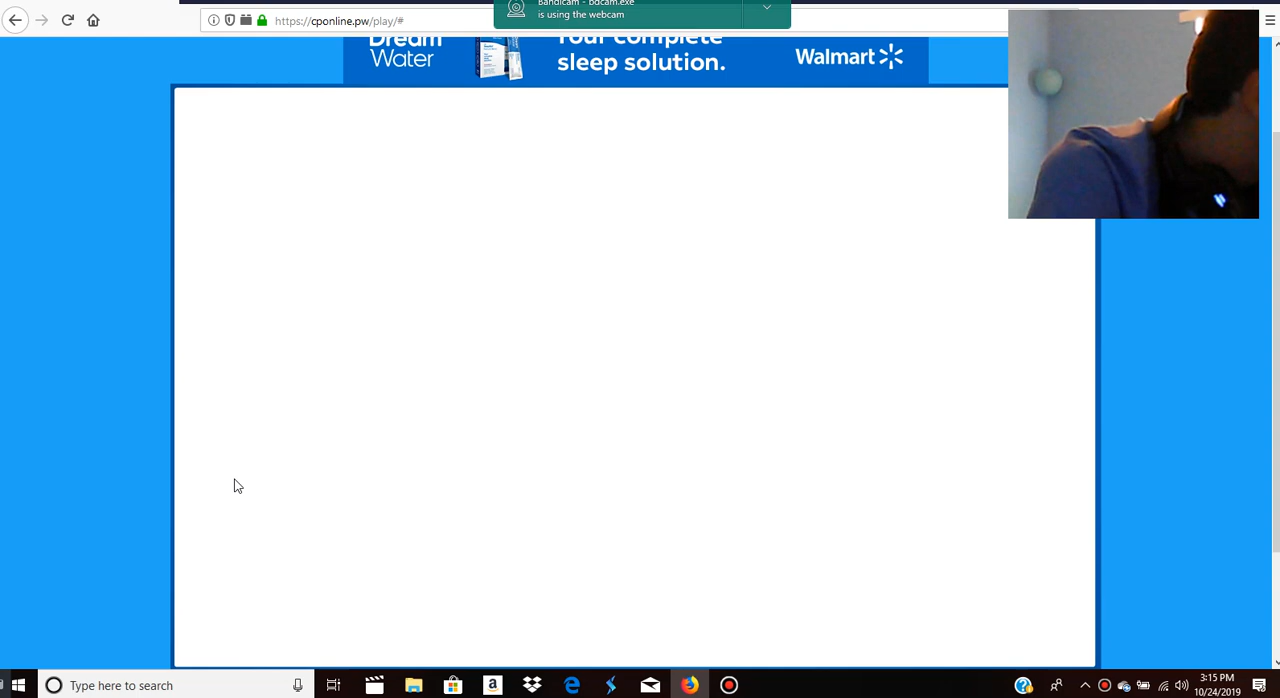 Bandicam - bdcam.exe
is using the webcam
https://cponline.pw/play/#
Dream
Water
Your complete
sleep solution.
Walmart
Type here to search
a
3:15 PM
10/24/2019